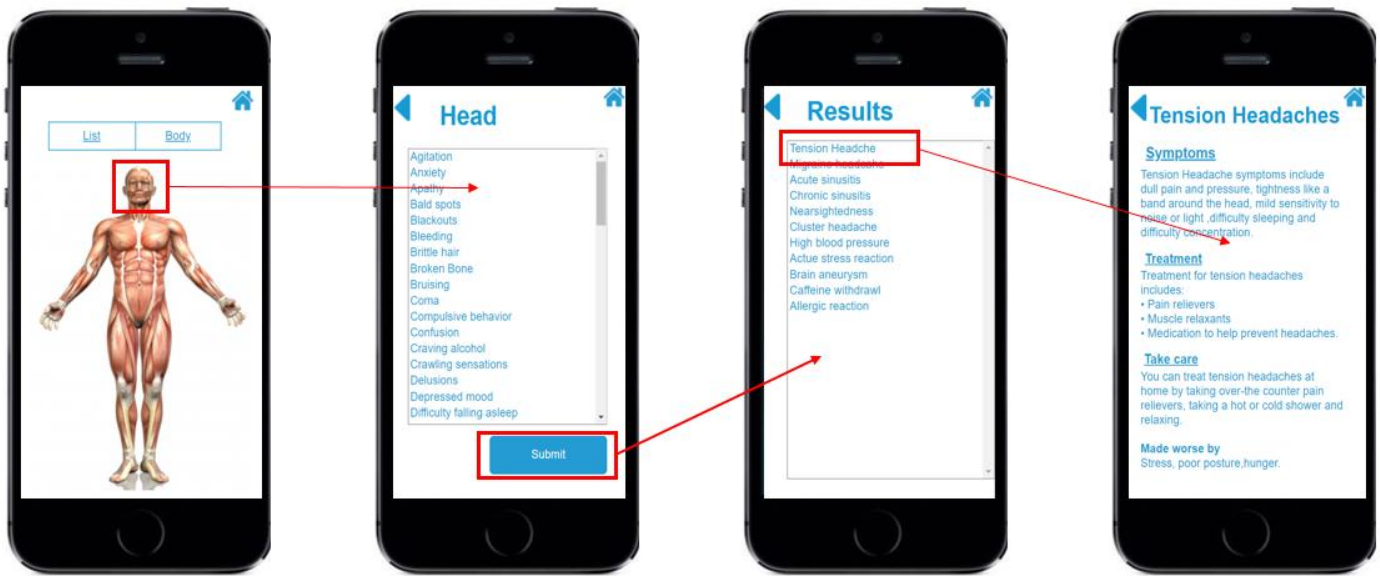 List
Body
Head
Agitation
Anxiety
Apathy
Bald spots
Blackouts
Bleeding
Brittle hair
Broken Bone
Bruising
Coma
Compulsive behavior
Confusion
Craving alcohol
Crawling sensations
Delusions
Depressed mood
Difficulty falling asleep
Submit
Results
Tension Headche
Migraine headcahe
Acute sinusitis
Chronic sinusitis
Nearsightedness
Cluster headache
High blood pressure
Actue stress reaction
Brain aneurysm
Caffeine withdrawl
Allergic reaction
Tension Headaches
Symptoms
Tension Headache symptoms include
dull pain and pressure, tightness like a
band around the head, mild sensitivity to
noise or light ,difficulty sleeping and
difficulty concentration.
Treatment
Treatment for tension headaches
includes:
• Pain relievers
• Muscle relaxants
• Medication to help prevent headaches.
Take care
You can treat tension headaches at
home by taking over-the counter pain
relievers, taking a hot or cold shower and
relaxing.
Made worse by
Stress, poor posture,hunger.